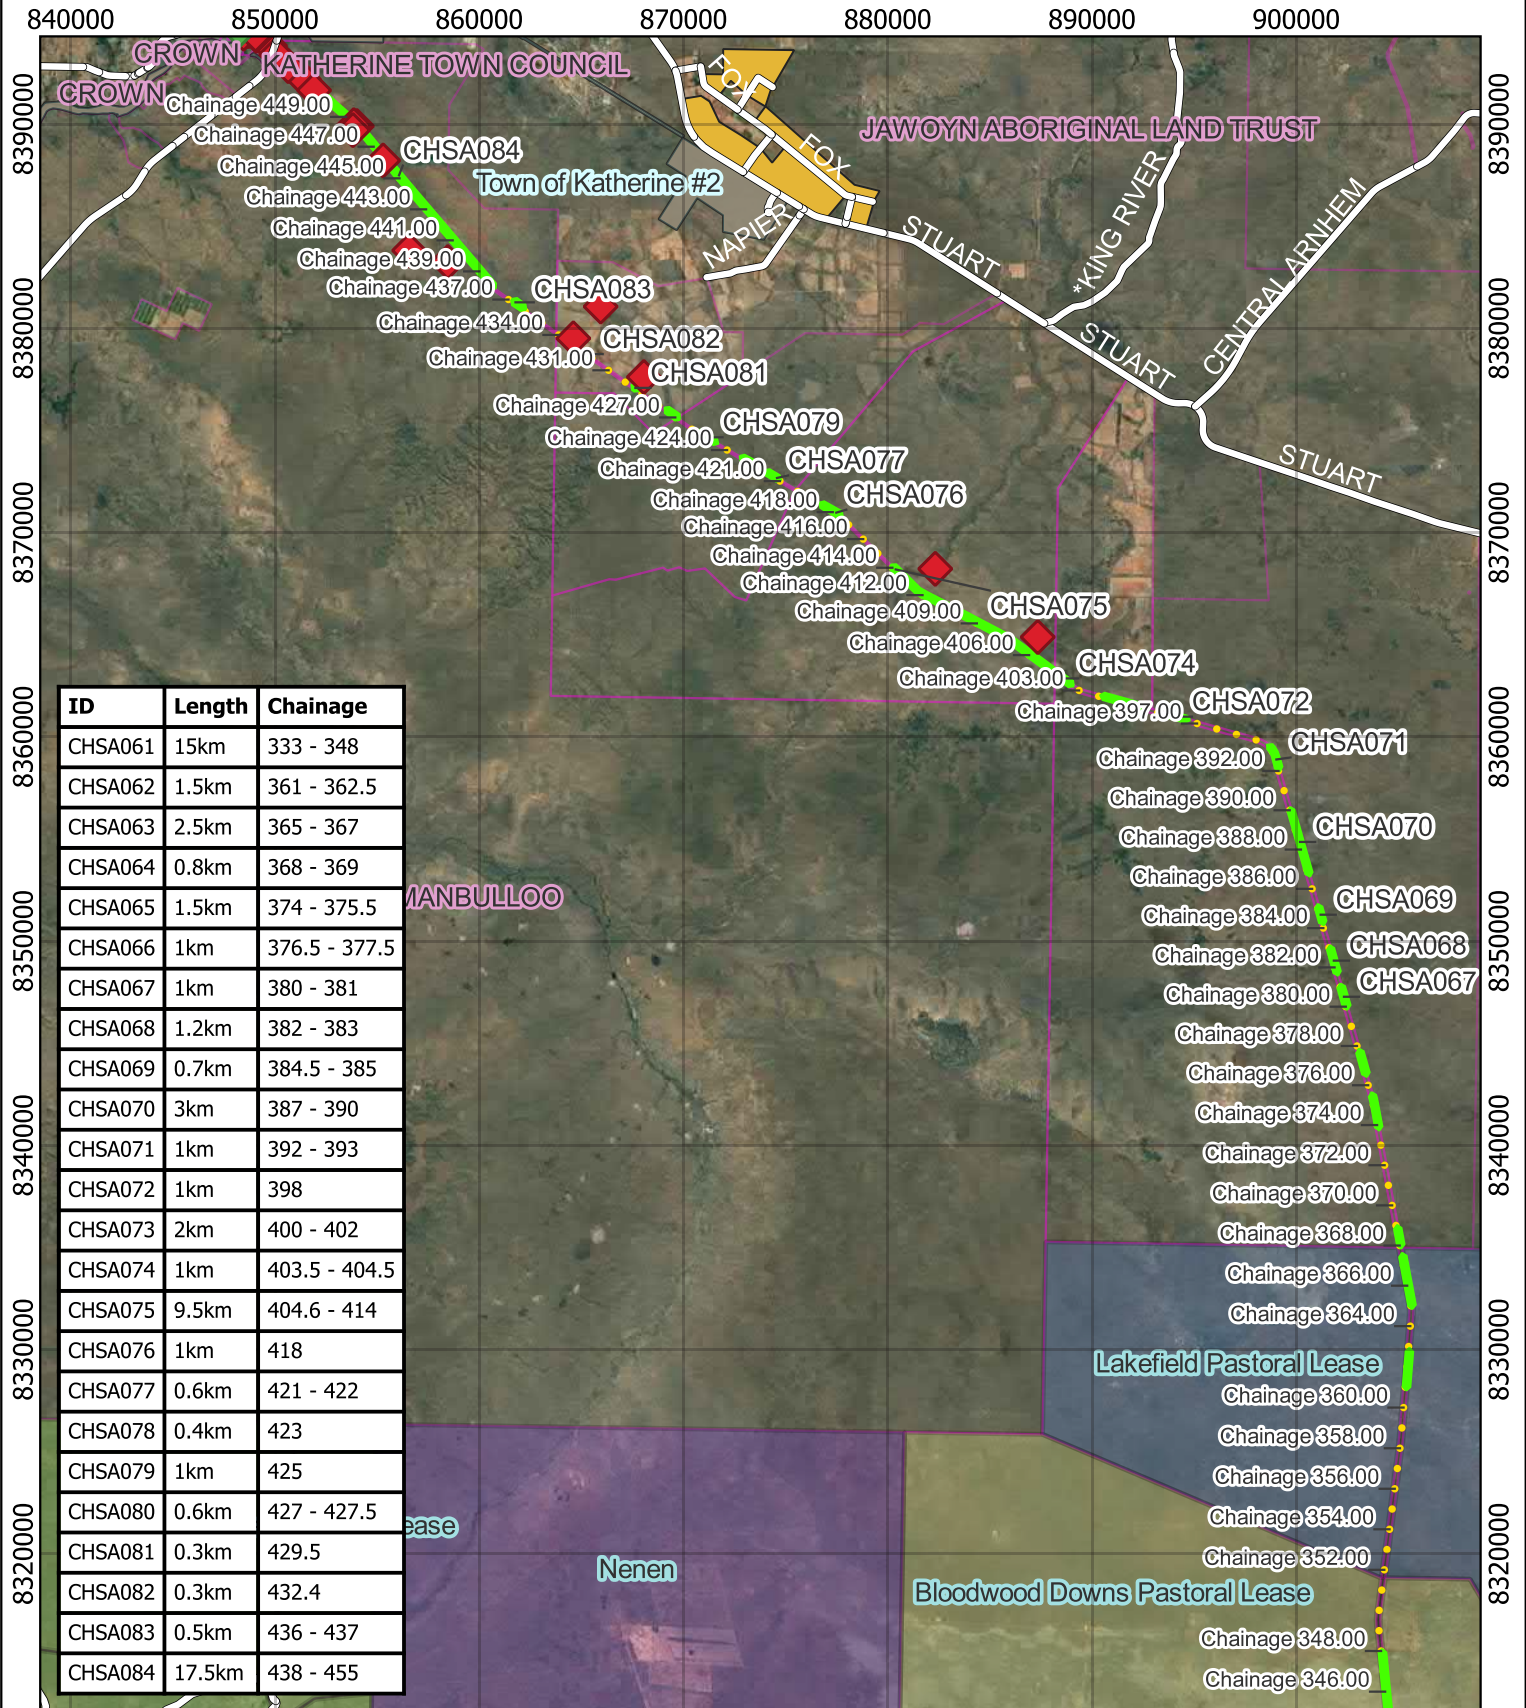 840000 850000 860000 870000 880000 890000 900000
8390000
8380000
8370000
8360000
8350000
8340000
8330000
8320000
8390000
8380000
8370000
8360000
8350000
8340000
8330000
8320000
CROWN
KATHERINE TOWN COUNCIL
CROWN
FOX
FOX
JAWOYN ABORIGINAL LAND TRUST
Town of Katherine #2
NAPIER
STUART
*KING RIVER
CENTRAL ARNHEM
STUART
STUART
Chainage 449.00
Chainage 447.00
CHSA084
Chainage 445.00
Chainage 443.00
Chainage 441.00
Chainage 439.00
Chainage 437.00
CHSA083
Chainage 434.00
CHSA082
Chainage 431.00
CHSA081
Chainage 427.00
CHSA079
Chainage 424.00
CHSA077
Chainage 421.00
CHSA076
Chainage 418.00
Chainage 416.00
Chainage 414.00
Chainage 412.00
CHSA075
Chainage 409.00
Chainage 406.00
CHSA074
Chainage 403.00
CHSA072
Chainage 397.00
CHSA071
Chainage 392.00
Chainage 390.00
CHSA070
Chainage 388.00
Chainage 386.00
CHSA069
Chainage 384.00
CHSA068
Chainage 382.00
CHSA067
Chainage 380.00
Chainage 378.00
Chainage 376.00
Chainage 374.00
Chainage 372.00
Chainage 370.00
Chainage 368.00
Chainage 366.00
Chainage 364.00
Lakefield Pastoral Lease
Chainage 360.00
Chainage 358.00
Chainage 356.00
Chainage 354.00
Chainage 352.00
Bloodwood Downs Pastoral Lease
Chainage 348.00
Chainage 346.00
MANBULLOO
ease
Nenen
ID Length Chainage
CHSA061 15km 333 - 348
CHSA062 1.5km 361 - 362.5
CHSA063 2.5km 365 - 367
CHSA064 0.8km 368 - 369
CHSA065 1.5km 374 - 375.5
CHSA066 1km 376.5 - 377.5
CHSA067 1km 380 - 381
CHSA068 1.2km 382 - 383
CHSA069 0.7km 384.5 - 385
CHSA070 3km 387 - 390
CHSA071 1km 392 - 393
CHSA072 1km 398
CHSA073 2km 400 - 402
CHSA074 1km 403.5 - 404.5
CHSA075 9.5km 404.6 - 414
CHSA076 1km 418
CHSA077 0.6km 421 - 422
CHSA078 0.4km 423
CHSA079 1km 425
CHSA080 0.6km 427 - 427.5
CHSA081 0.3km 429.5
CHSA082 0.3km 432.4
CHSA083 0.5km 436 - 437
CHSA084 17.5km 438 - 455